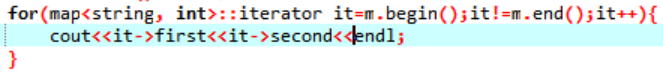 for(map<string, int>::iterator it=m.begin();it!=m.end();it++){
cout<<it->first<<it->second<<endl;
}